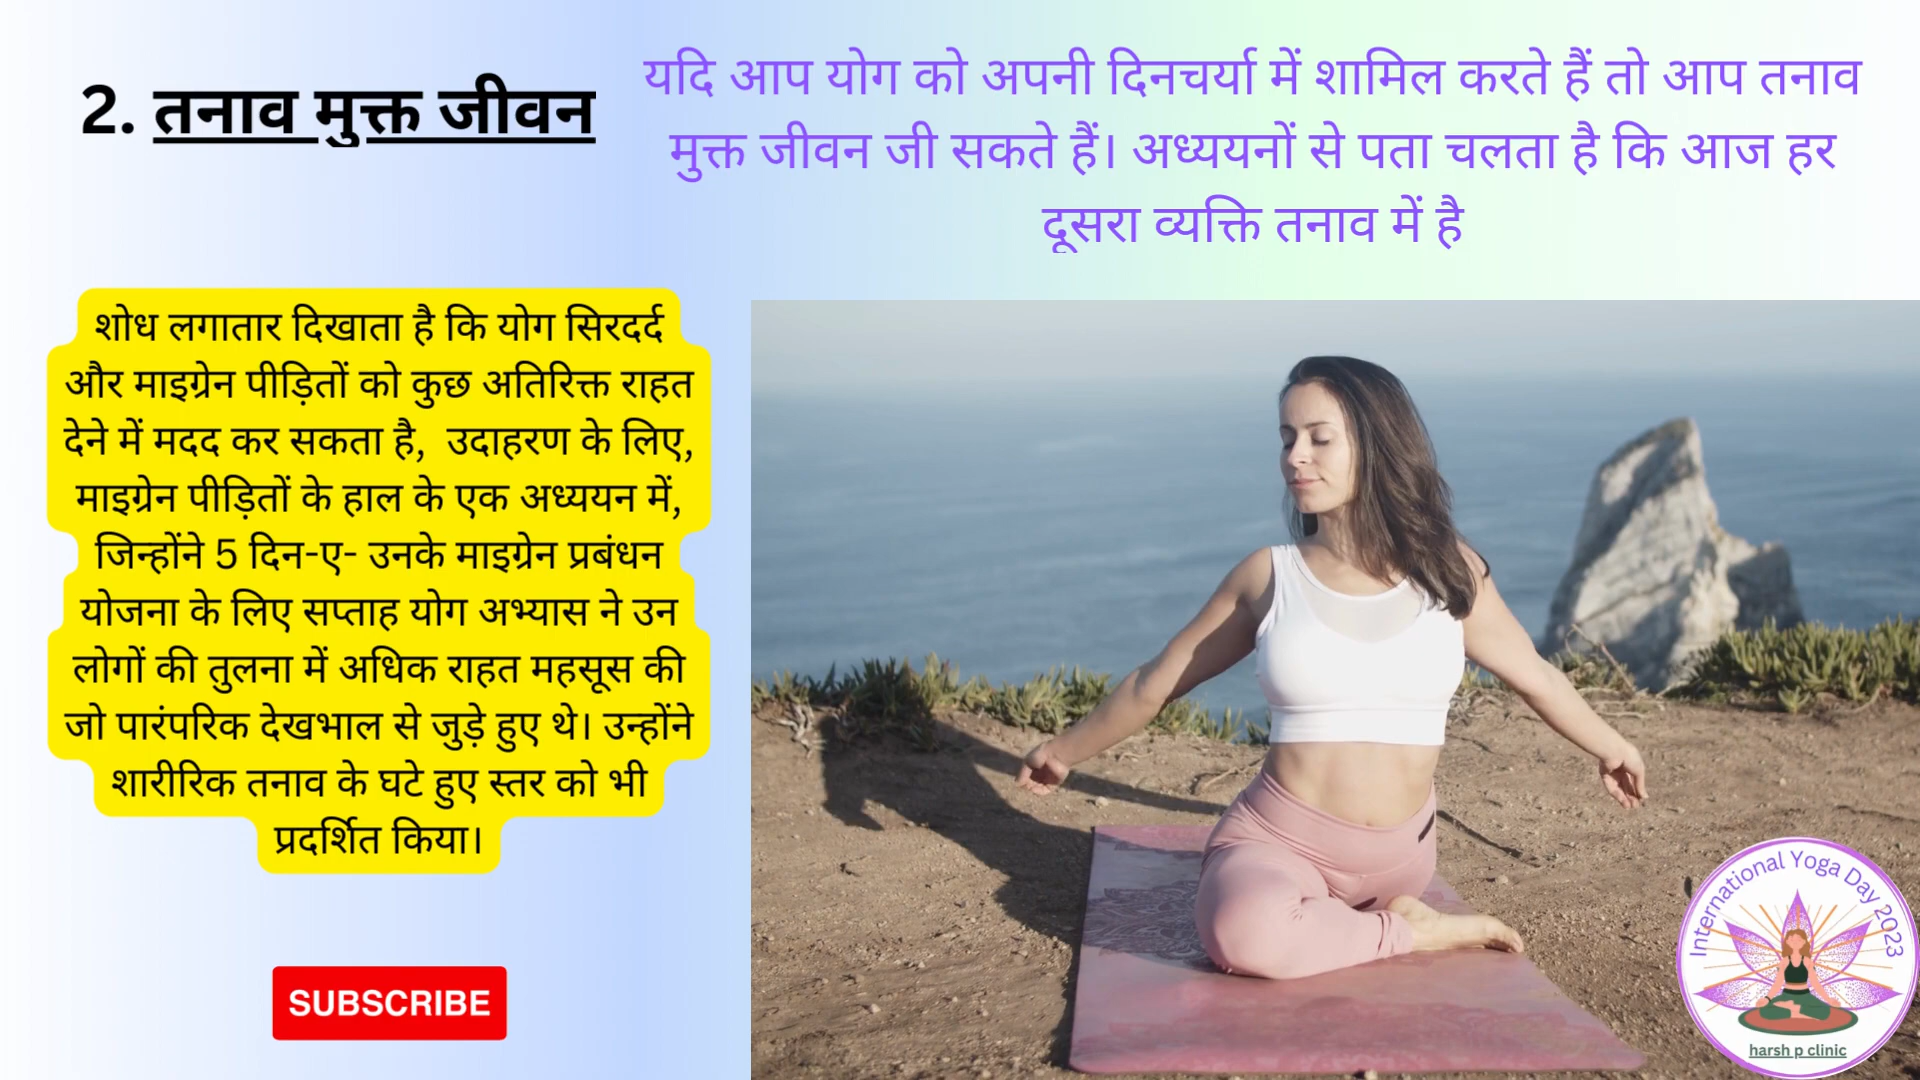 2. तनाव मुक्त जीवन
यदि आप योग को अपनी दिनचर्या में शामिल करते हैं तो आप तनाव
मुक्त जीवन जी सकते हैं। अध्ययनों से पता चलता है कि आज हर
दूसरा व्यक्ति तनाव में है
शोध लगातार दिखाता है कि योग सिरदर्द
और माइग्रेन पीड़ितों को कुछ अतिरिक्त राहत
देने में मदद कर सकता है, उदाहरण के लिए,
माइग्रेन पीड़ितों के हाल के एक अध्ययन में,
जिन्होंने 5 दिन-ए- उनके माइग्रेन प्रबंधन
योजना के लिए सप्ताह योग अभ्यास ने उन
लोगों की तुलना में अधिक राहत महसूस की
जो पारंपरिक देखभाल से जुड़े हुए थे। उन्होंने
शारीरिक तनाव के घटे हुए स्तर को भी
प्रदर्शित किया।
SUBSCRIBE
International Yoga Day 2023
harsh p clinic